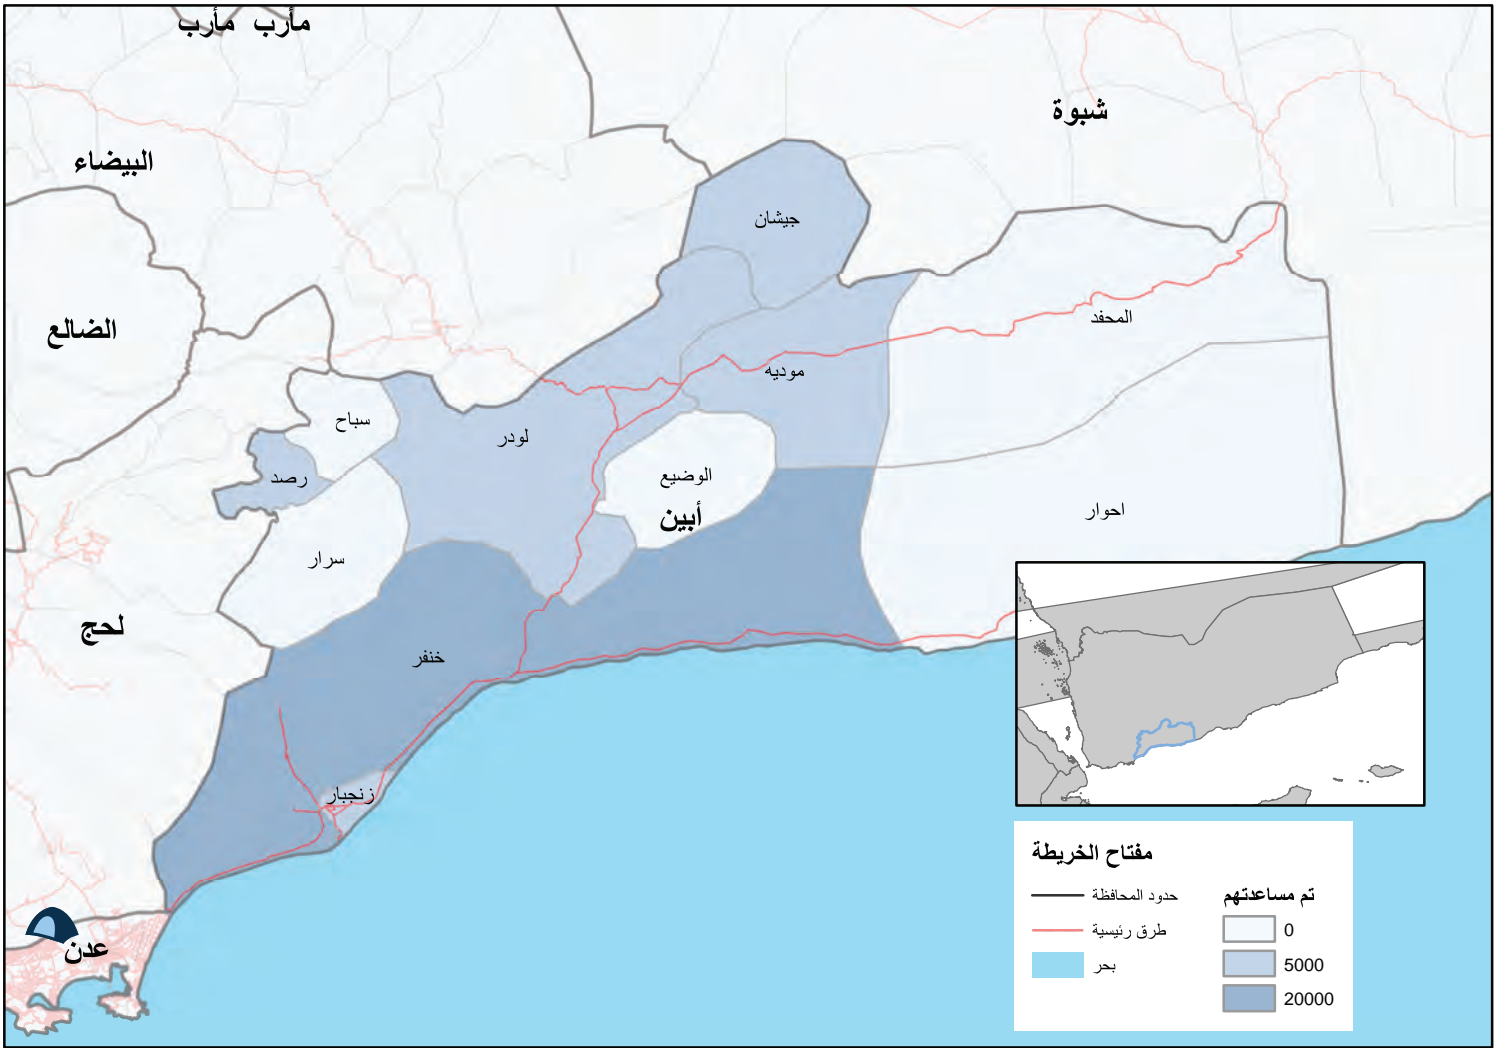 مأرب مأرب
شبوة
البيضاء
جيشان
المحفد
الضالع
موديه
سباح
لودر
رصد
الوضيع
أبين
احوار
سرار
لحج
خنفر
زنجبار
عدن
مفتاح الخريطة
تم مساعدتهم
حدود المحافظة
0
طرق رئيسية
5000
بحر
20000